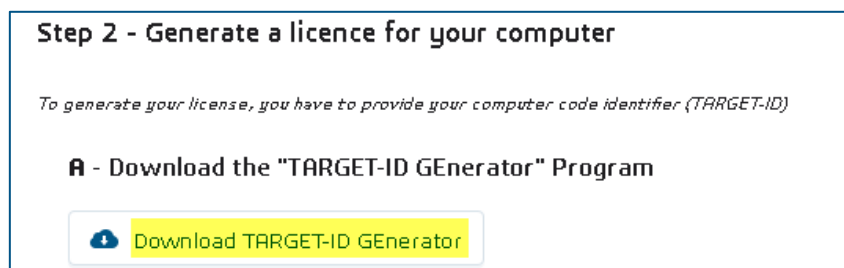 Step 2 - Generate a licence for your computer
To generate your license, you have to provide your computer code identifier (TARGET-ID)
A - Download the "TARGET-ID GEnerator" Program
Download TARGET-ID GEnerator